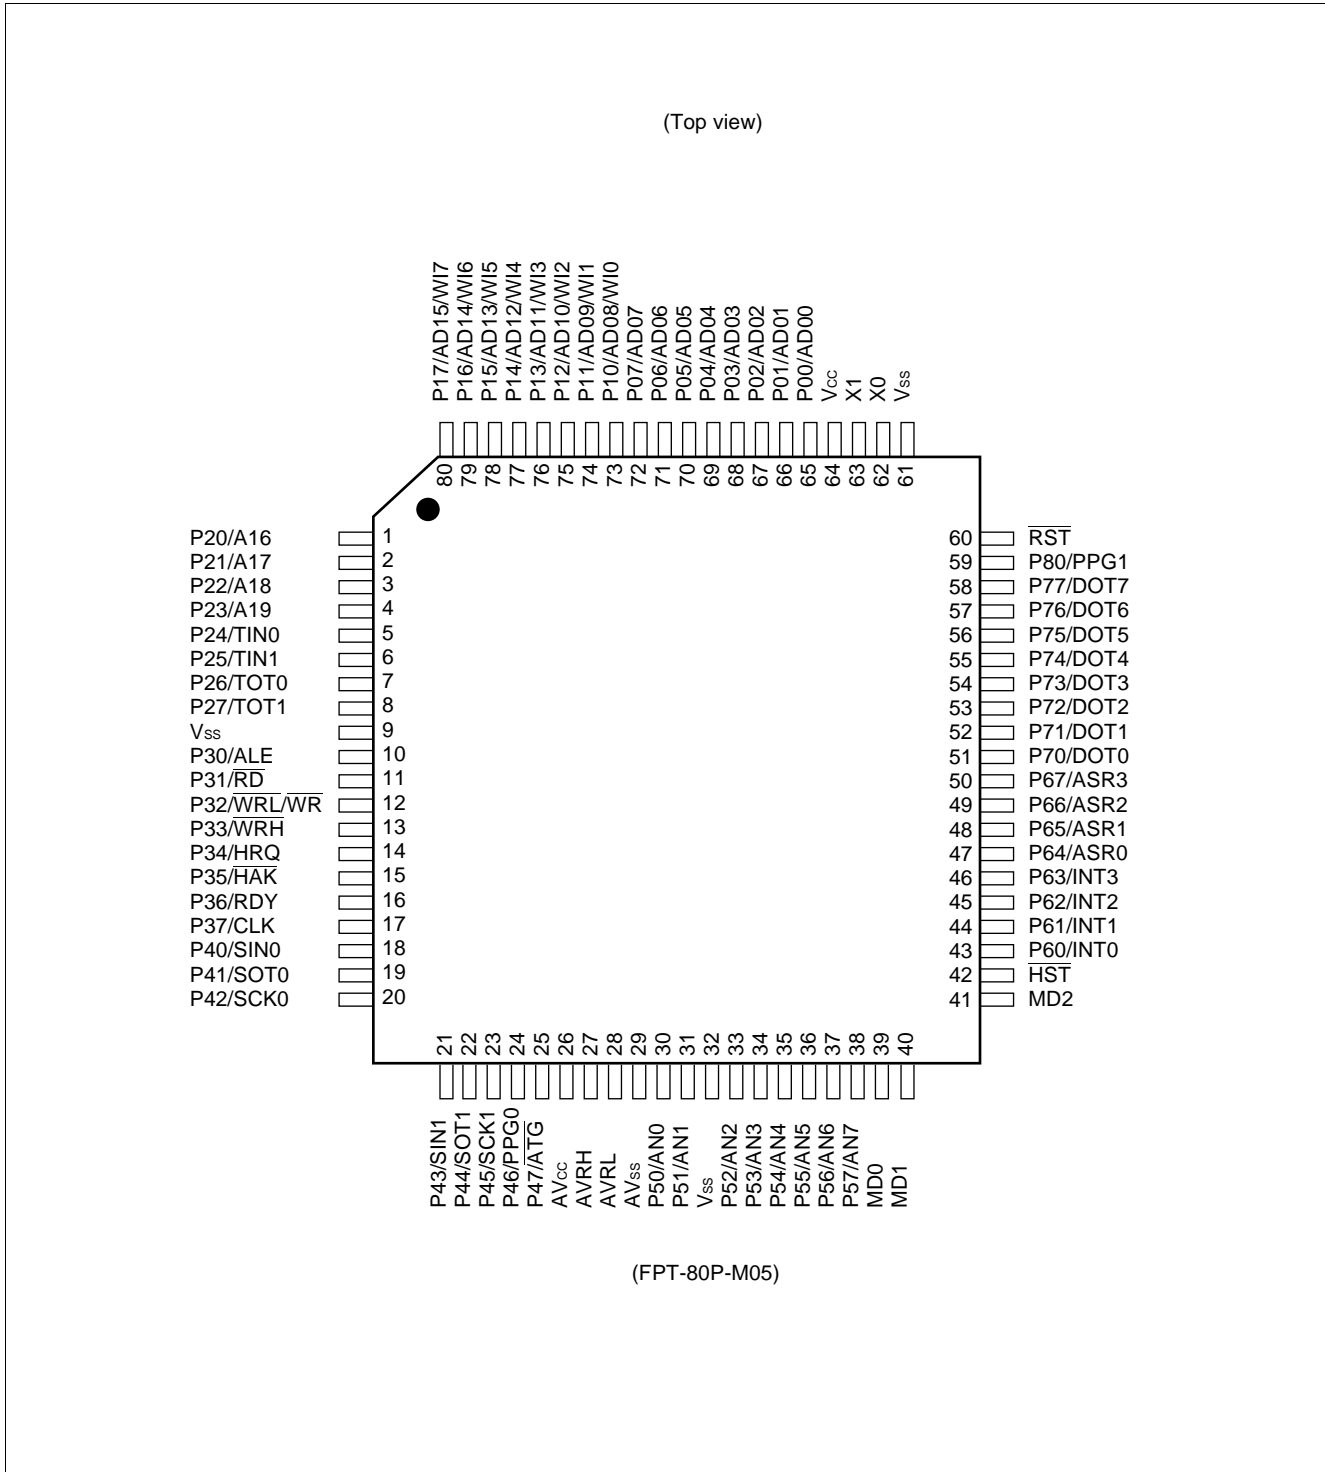 (Top view)
P17/AD15/WI7
P16/AD14/WI6
P15/AD13/WI5
P14/AD12/WI4
P13/AD11/WI3
P12/AD10/WI2
P11/AD09/WI1
P10/AD08/WI0
P07/AD07
P06/AD06
P05/AD05
P04/AD04
P03/AD03
P02/AD02
P01/AD01
P00/AD00
Vcc
X1
X0
Vss
80 79 78 77 76 75 74 73 72 71 70 69 68 67 66 65 64 63 62 61
P20/A16 1
P21/A17 2
P22/A18 3
P23/A19 4
P24/TIN0 5
P25/TIN1 6
P26/TOT0 7
P27/TOT1 8
Vss 9
P30/ALE 10
P31/R̅D̅ 11
P32/W̅R̅L̅/W̅R̅ 12
P33/W̅R̅H̅ 13
P34/HRQ 14
P35/H̅A̅K̅ 15
P36/RDY 16
P37/CLK 17
P40/SIN0 18
P41/SOT0 19
P42/SCK0 20
60 R̅S̅T̅
59 P80/PPG1
58 P77/DOT7
57 P76/DOT6
56 P75/DOT5
55 P74/DOT4
54 P73/DOT3
53 P72/DOT2
52 P71/DOT1
51 P70/DOT0
50 P67/ASR3
49 P66/ASR2
48 P65/ASR1
47 P64/ASR0
46 P63/INT3
45 P62/INT2
44 P61/INT1
43 P60/INT0
42 H̅S̅T̅
41 MD2
21 22 23 24 25 26 27 28 29 30 31 32 33 34 35 36 37 38 39 40
P43/SIN1
P44/SOT1
P45/SCK1
P46/PPG0
P47/A̅T̅G̅
AVcc
AVRH
AVRL
AVss
P50/AN0
P51/AN1
Vss
P52/AN2
P53/AN3
P54/AN4
P55/AN5
P56/AN6
P57/AN7
MD0
MD1
(FPT-80P-M05)